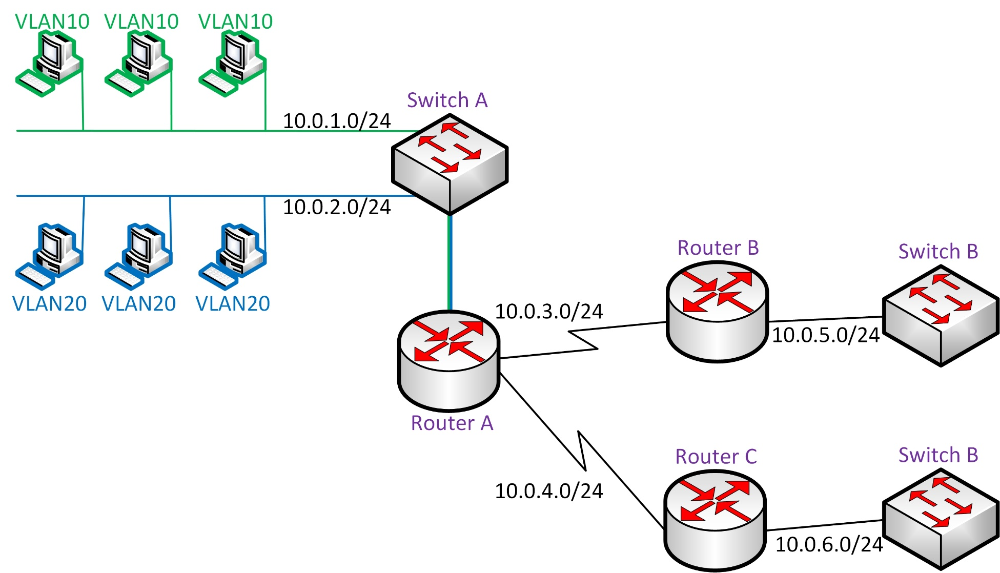 VLAN10 VLAN10 VLAN10
Switch A
10.0.1.0/24
10.0.2.0/24
VLAN20 VLAN20 VLAN20
Router B
Switch B
10.0.3.0/24
10.0.5.0/24
Router A
Router C
Switch B
10.0.4.0/24
10.0.6.0/24